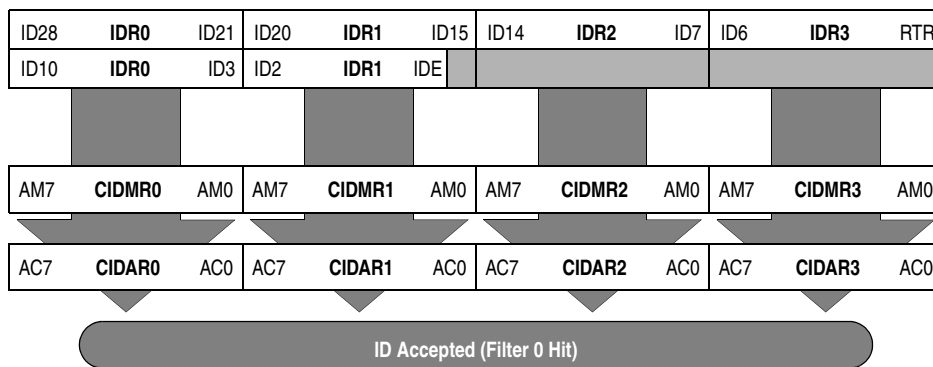 ID28 IDR0 ID21 ID20 IDR1 ID15 ID14 IDR2 ID7 ID6 IDR3 RTR
ID10 IDR0 ID3 ID2 IDR1 IDE
AM7 CIDMR0 AM0 AM7 CIDMR1 AM0 AM7 CIDMR2 AM0 AM7 CIDMR3 AM0
AC7 CIDAR0 AC0 AC7 CIDAR1 AC0 AC7 CIDAR2 AC0 AC7 CIDAR3 AC0
ID Accepted (Filter 0 Hit)